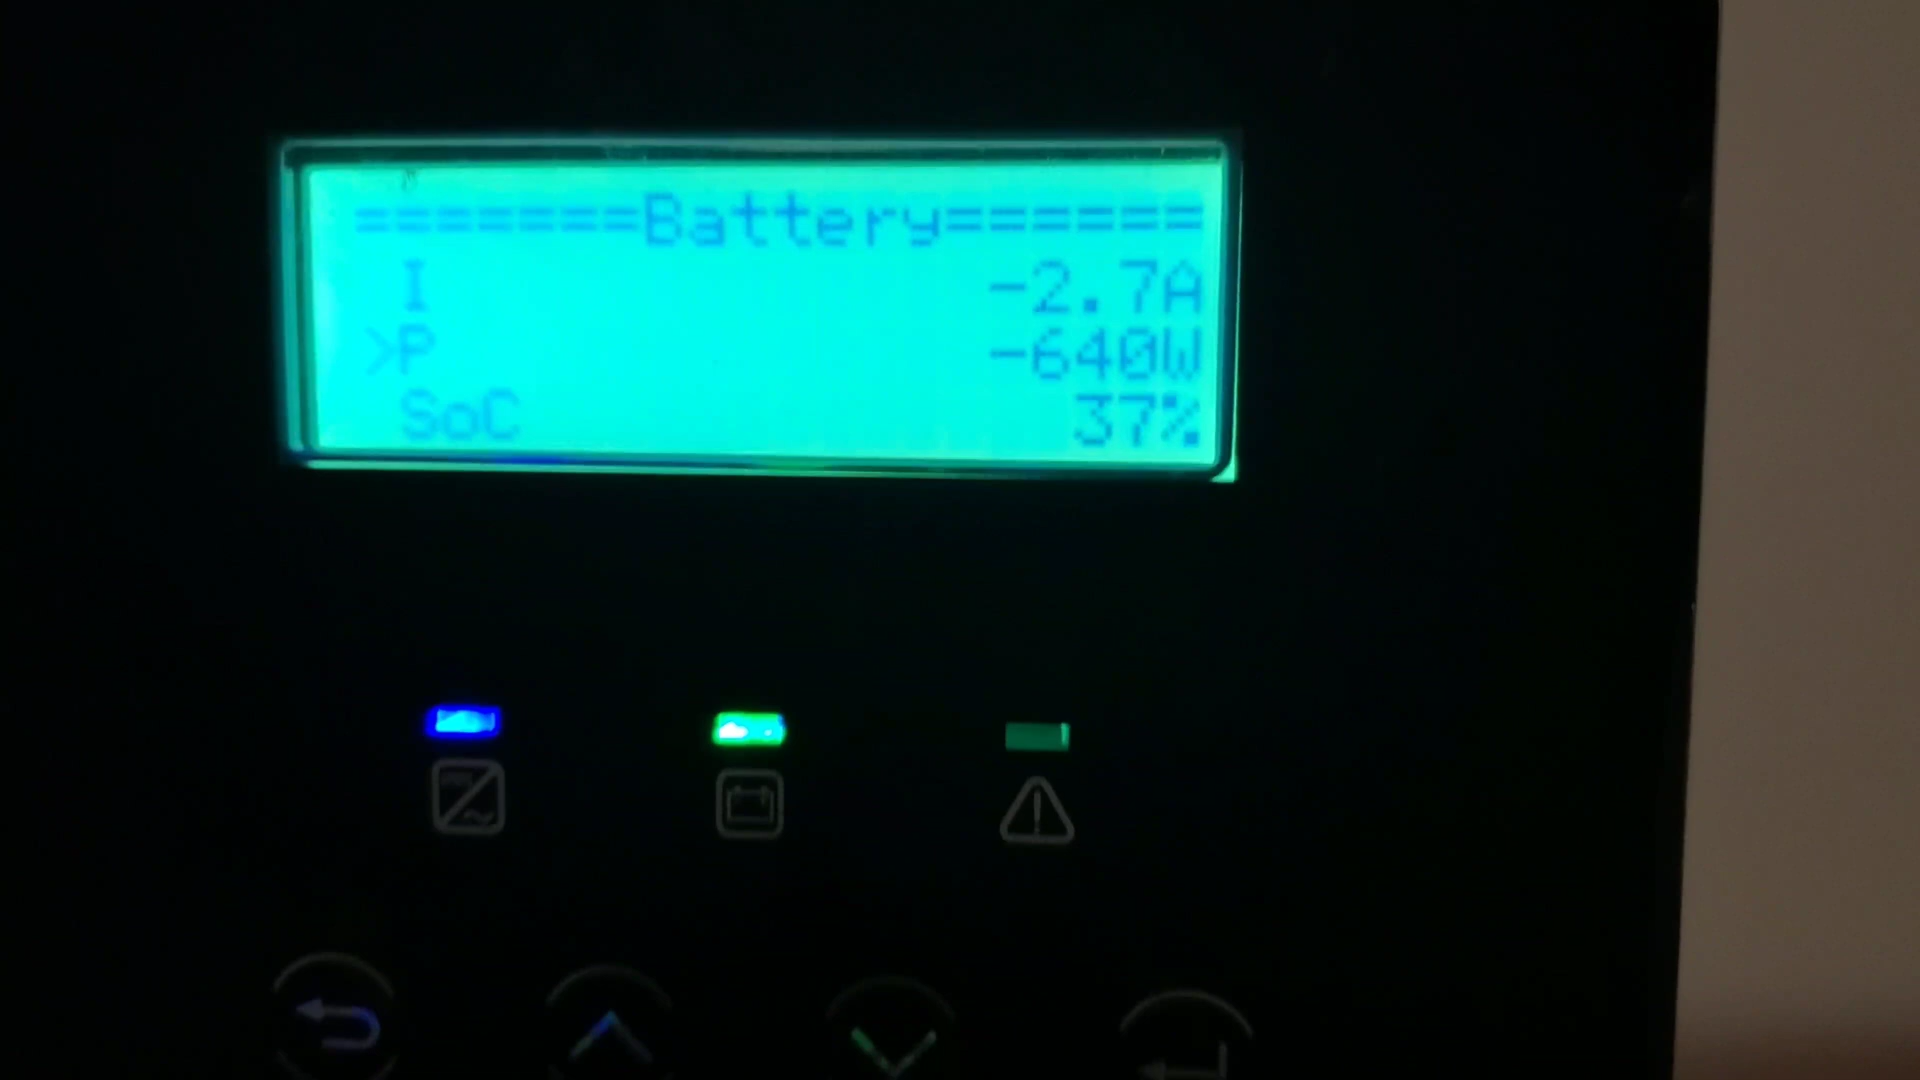 =======Battery======
I -2.7A
>P -640W
SoC 37%